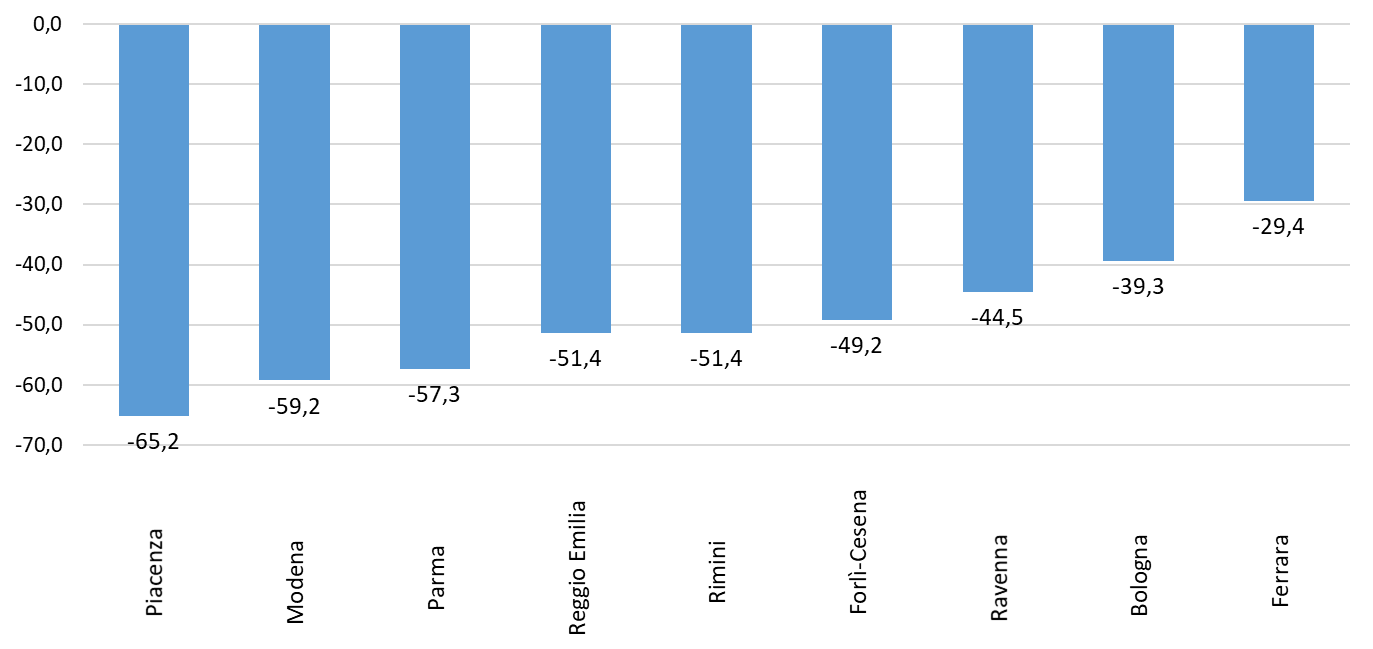 0,0
-10,0
-20,0
-30,0
-40,0
-50,0
-60,0
-70,0
-65,2
-59,2
-57,3
-51,4
-51,4
-49,2
-44,5
-39,3
-29,4
Piacenza
Modena
Parma
Reggio Emilia
Rimini
Forlì-Cesena
Ravenna
Bologna
Ferrara